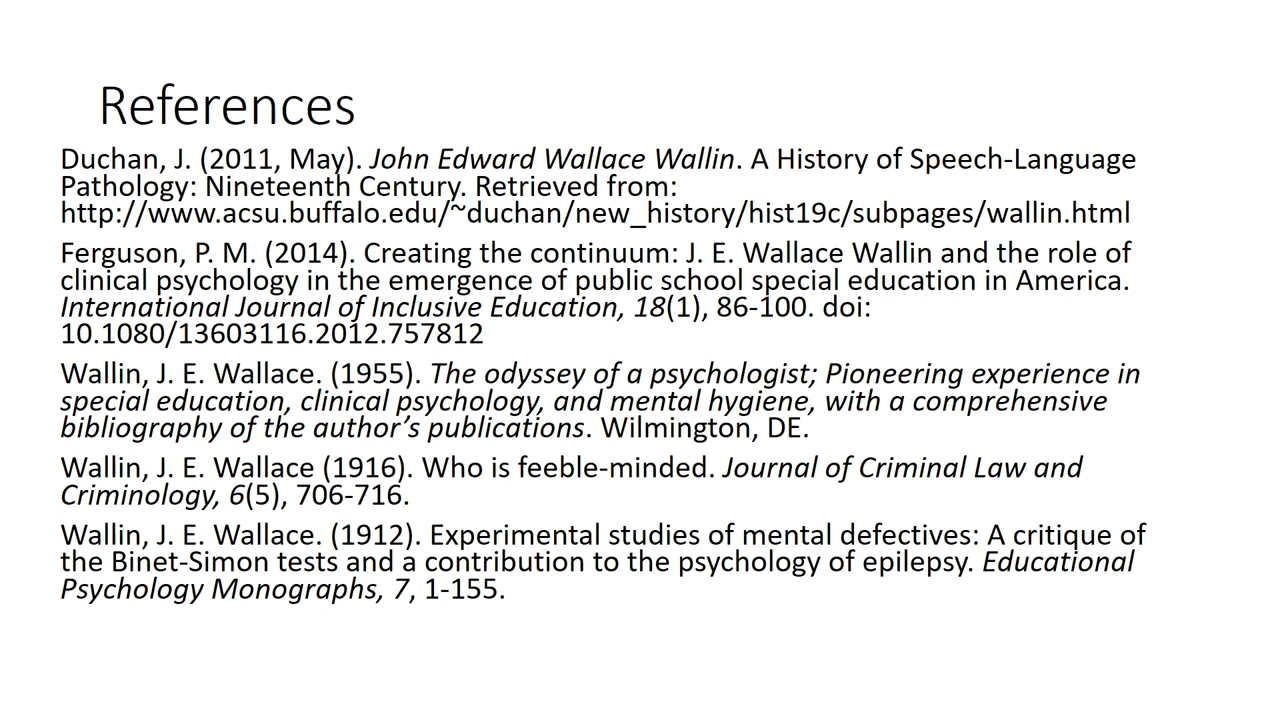 References
Duchan, J. (2011, May). John Edward Wallace Wallin. A History of Speech-Language
Pathology: Nineteenth Century. Retrieved from:
http://www.acsu.buffalo.edu/~duchan/new_history/hist19c/subpages/wallin.html
Ferguson, P. M. (2014). Creating the continuum: J. E. Wallace Wallin and the role of
clinical psychology in the emergence of public school special education in America.
International Journal of Inclusive Education, 18(1), 86-100. doi:
10.1080/13603116.2012.757812
Wallin, J. E. Wallace. (1955). The odyssey of a psychologist; Pioneering experience in
special education, clinical psychology, and mental hygiene, with a comprehensive
bibliography of the author’s publications. Wilmington, DE.
Wallin, J. E. Wallace (1916). Who is feeble-minded. Journal of Criminal Law and
Criminology, 6(5), 706-716.
Wallin, J. E. Wallace. (1912). Experimental studies of mental defectives: A critique of
the Binet-Simon tests and a contribution to the psychology of epilepsy. Educational
Psychology Monographs, 7, 1-155.